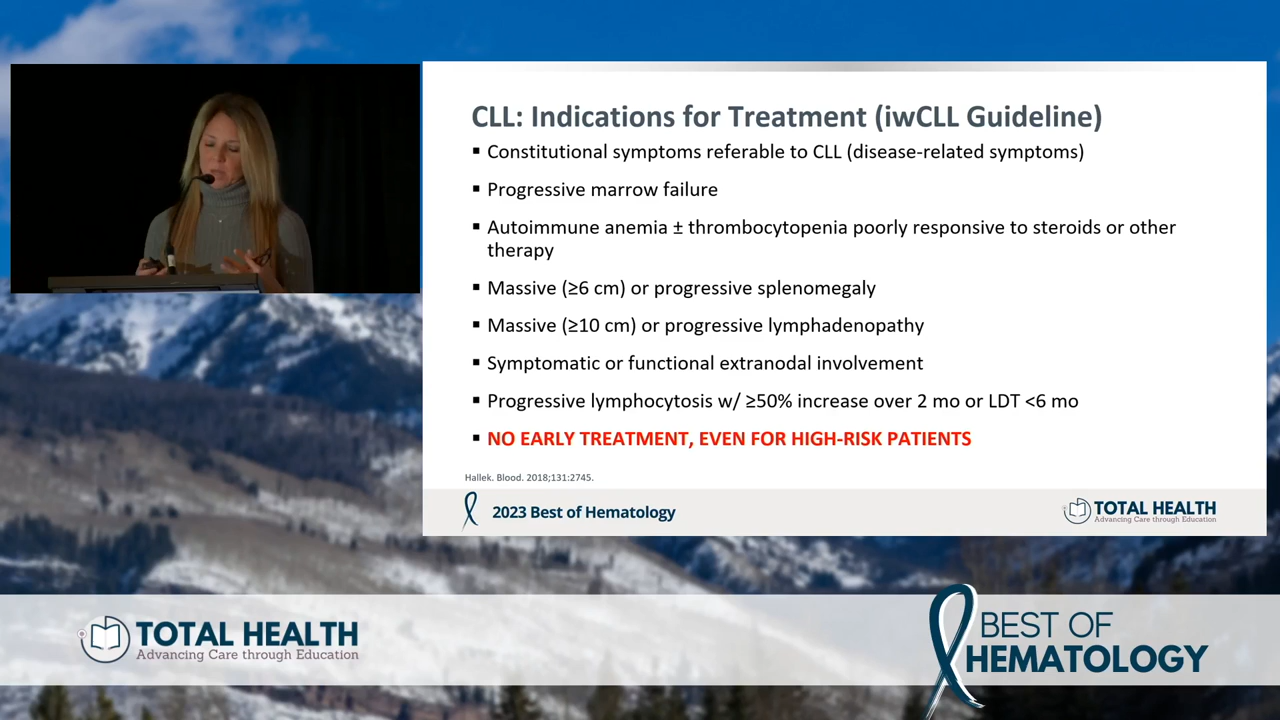 CLL: Indications for Treatment (iwCLL Guideline)
▪ Constitutional symptoms referable to CLL (disease-related symptoms)
▪ Progressive marrow failure
▪ Autoimmune anemia ± thrombocytopenia poorly responsive to steroids or other
therapy
▪ Massive (≥6 cm) or progressive splenomegaly
▪ Massive (≥10 cm) or progressive lymphadenopathy
▪ Symptomatic or functional extranodal involvement
▪ Progressive lymphocytosis w/ ≥50% increase over 2 mo or LDT <6 mo
▪ NO EARLY TREATMENT, EVEN FOR HIGH-RISK PATIENTS
Hallek. Blood. 2018;131:2745.
2023 Best of Hematology
TOTAL HEALTH
Advancing Care through Education
TOTAL HEALTH
Advancing Care through Education
BEST OF
HEMATOLOGY